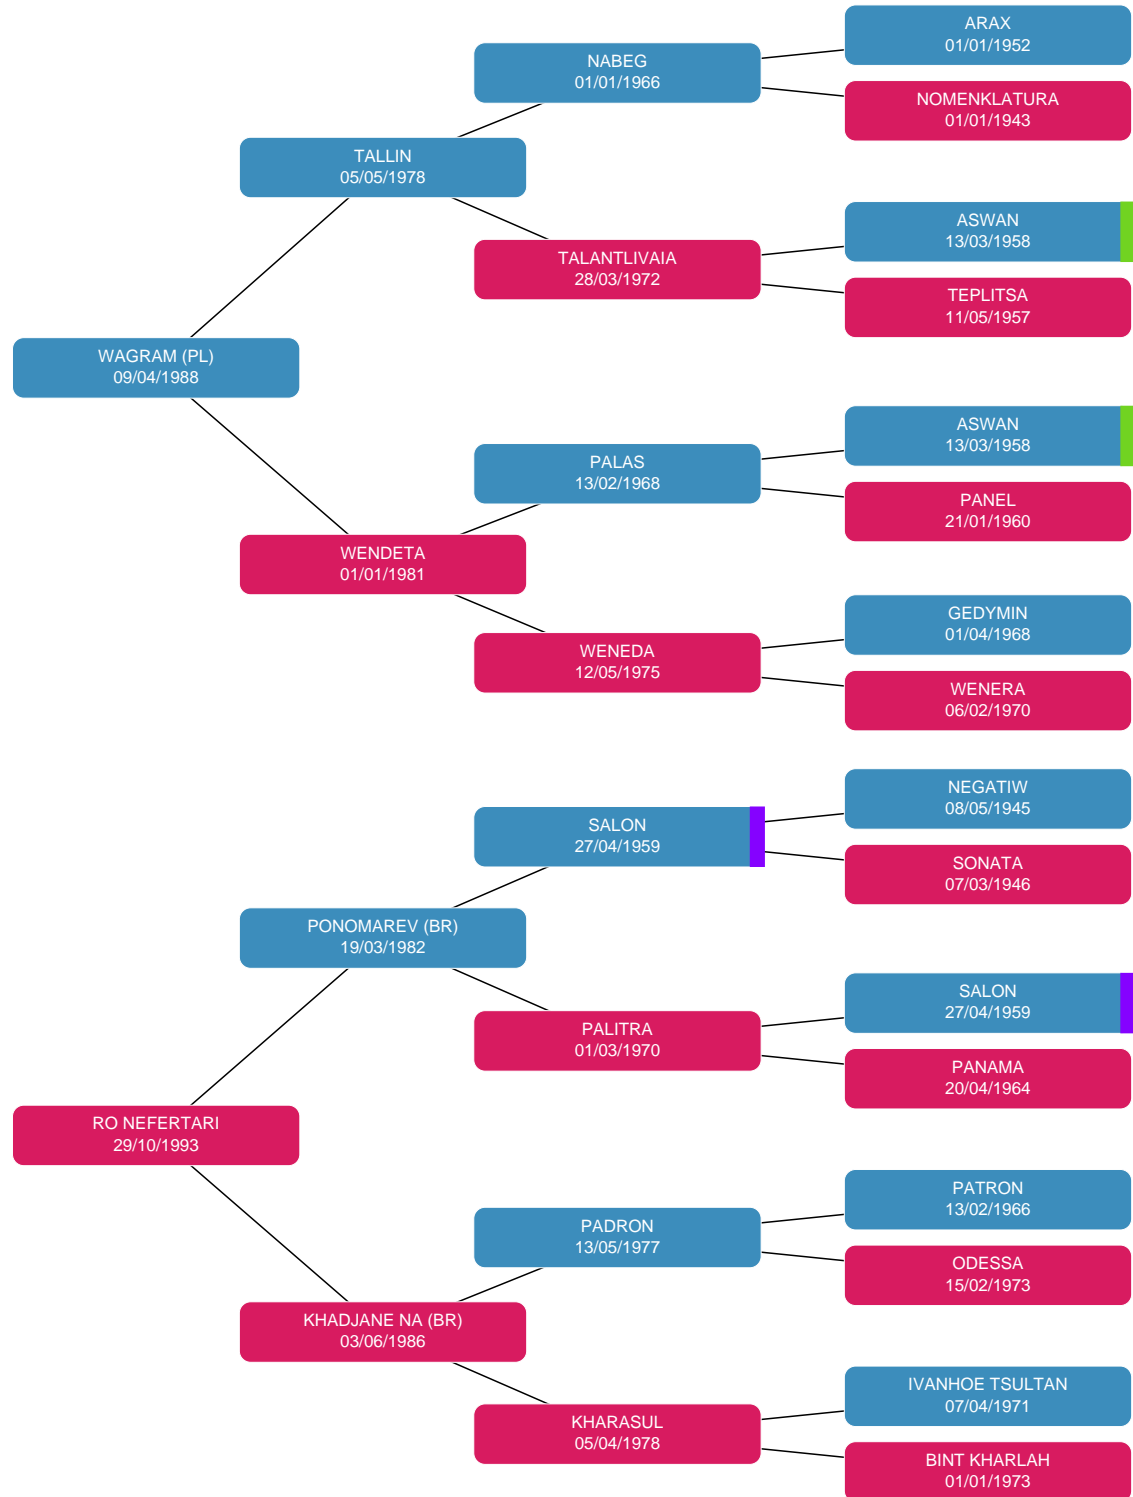 ARAX
01/01/1952
NABEG
01/01/1966
NOMENKLATURA
01/01/1943
TALLIN
05/05/1978
ASWAN
13/03/1958
TALANTLIVAIA
28/03/1972
TEPLITSA
11/05/1957
WAGRAM (PL)
09/04/1988
ASWAN
13/03/1958
PALAS
13/02/1968
PANEL
21/01/1960
WENDETA
01/01/1981
GEDYMIN
01/04/1968
WENEDA
12/05/1975
WENERA
06/02/1970
NEGATIW
08/05/1945
SALON
27/04/1959
SONATA
07/03/1946
PONOMAREV (BR)
19/03/1982
SALON
27/04/1959
PALITRA
01/03/1970
PANAMA
20/04/1964
RO NEFERTARI
29/10/1993
PATRON
13/02/1966
PADRON
13/05/1977
ODESSA
15/02/1973
KHADJANE NA (BR)
03/06/1986
IVANHOE TSULTAN
07/04/1971
KHARASUL
05/04/1978
BINT KHARLAH
01/01/1973